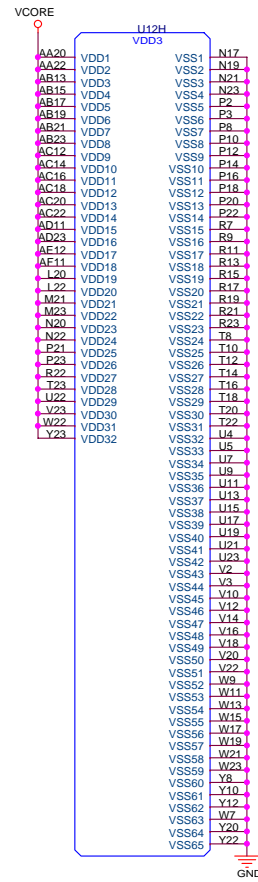 VCORE
U12H
VDD3
AA20 VDD1 VSS1 N17
AA22 VDD2 VSS2 N19
AB13 VDD3 VSS3 N21
AB15 VDD4 VSS4 N23
AB17 VDD5 VSS5 P2
AB19 VDD6 VSS6 P3
AB21 VDD7 VSS7 P8
AB23 VDD8 VSS8 P10
AC12 VDD9 VSS9 P12
AC14 VDD10 VSS10 P14
AC16 VDD11 VSS11 P16
AC18 VDD12 VSS12 P18
AC20 VDD13 VSS13 P20
AC22 VDD14 VSS14 P22
AD11 VDD15 VSS15 R7
AD23 VDD16 VSS16 R9
AE12 VDD17 VSS17 R11
AF11 VDD18 VSS18 R13
L20 VDD19 VSS19 R15
L22 VDD20 VSS20 R17
M21 VDD21 VSS21 R19
M23 VDD22 VSS22 R21
N20 VDD23 VSS23 R23
N22 VDD24 VSS24 T8
P21 VDD25 VSS25 T10
P23 VDD26 VSS26 T12
R22 VDD27 VSS27 T14
T23 VDD28 VSS28 T16
U22 VDD29 VSS29 T18
V23 VDD30 VSS30 T20
W22 VDD31 VSS31 T22
Y23 VDD32 VSS32 U4
VSS33 U5
VSS34 U7
VSS35 U9
VSS36 U11
VSS37 U13
VSS38 U15
VSS39 U17
VSS40 U19
VSS41 U21
VSS42 U23
VSS43 V2
VSS44 V3
VSS45 V10
VSS46 V12
VSS47 V14
VSS48 V16
VSS49 V18
VSS50 V20
VSS51 V22
VSS52 W9
VSS53 W11
VSS54 W13
VSS55 W15
VSS56 W17
VSS57 W19
VSS58 W21
VSS59 W23
VSS60 Y8
VSS61 Y10
VSS62 Y12
VSS63 W7
VSS64 Y20
VSS65 Y22
GND